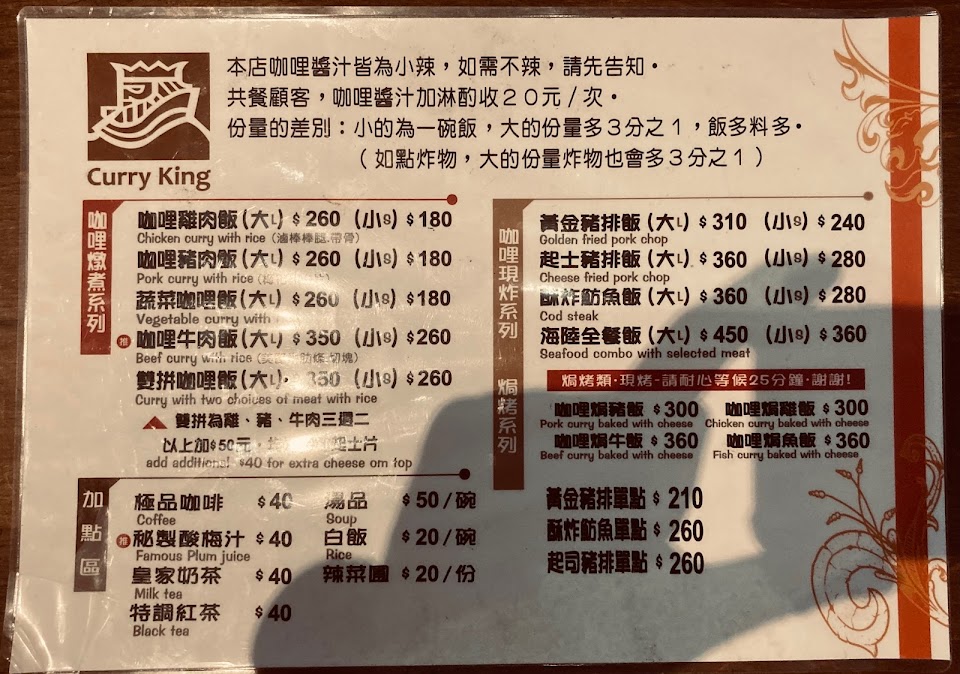 本店咖哩醬汁皆為小辣，如需不辣，請先告知。
共餐顧客，咖哩醬汁加淋酌收20元/次。
份量的差別：小的為一碗飯，大的份量多3分之1，飯多料多。
（如點炸物，大的份量炸物也會多3分之1）
Curry King
咖哩燉煮系列
咖哩雞肉飯(大L) $260 (小S) $180
Chicken curry with rice (滷棒棒腿.帶骨)
咖哩豬肉飯(大L) $260 (小S) $180
Pork curry with rice
蔬菜咖哩飯(大L) $260 (小S) $180
Vegetable curry with
推 咖哩牛肉飯(大L) $350 (小S) $260
Beef curry with rice
雙拼咖哩飯(大L) 350 (小S) $260
Curry with two choices of meat with rice
雙拼為雞、豬、牛肉三選二
以上加$50元，起士片
add additional $40 for extra cheese om top
加點區
極品咖啡 $40
Coffee
推 秘製酸梅汁 $40
Famous Plum juice
皇家奶茶 $40
Milk tea
特調紅茶 $40
Black tea
湯品 $50/碗
Soup
白飯 $20/碗
Rice
辣菜圃 $20/份
咖哩現炸系列
黃金豬排飯(大L) $310 (小S) $240
Golden fried pork chop
起士豬排飯(大L) $360 (小S) $280
Cheese fried pork chop
酥炸魴魚飯(大L) $360 (小S) $280
Cod steak
海陸全餐飯(大L) $450 (小S) $360
Seafood combo with selected meat
焗烤系列
焗烤類·現烤-請耐心等候25分鐘·謝謝!
咖哩焗豬飯 $300 咖哩焗雞飯 $300
Pork curry baked with cheese Chicken curry baked with cheese
咖哩焗牛飯 $360 咖哩焗魚飯 $360
Beef curry baked with cheese Fish curry baked with cheese
黃金豬排單點 $210
酥炸魴魚單點 $260
起司豬排單點 $260